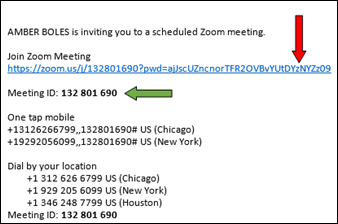 AMBER BOLES is inviting you to a scheduled Zoom meeting.
Join Zoom Meeting
https://zoom.us/j/132801690?pwd=ajJscUZncnorTFR2OVBvYUtDYzNYZz09
Meeting ID: 132 801 690
One tap mobile
+13126266799,,132801690# US (Chicago)
+19292056099,,132801690# US (New York)
Dial by your location
+1 312 626 6799 US (Chicago)
+1 929 205 6099 US (New York)
+1 346 248 7799 US (Houston)
Meeting ID: 132 801 690